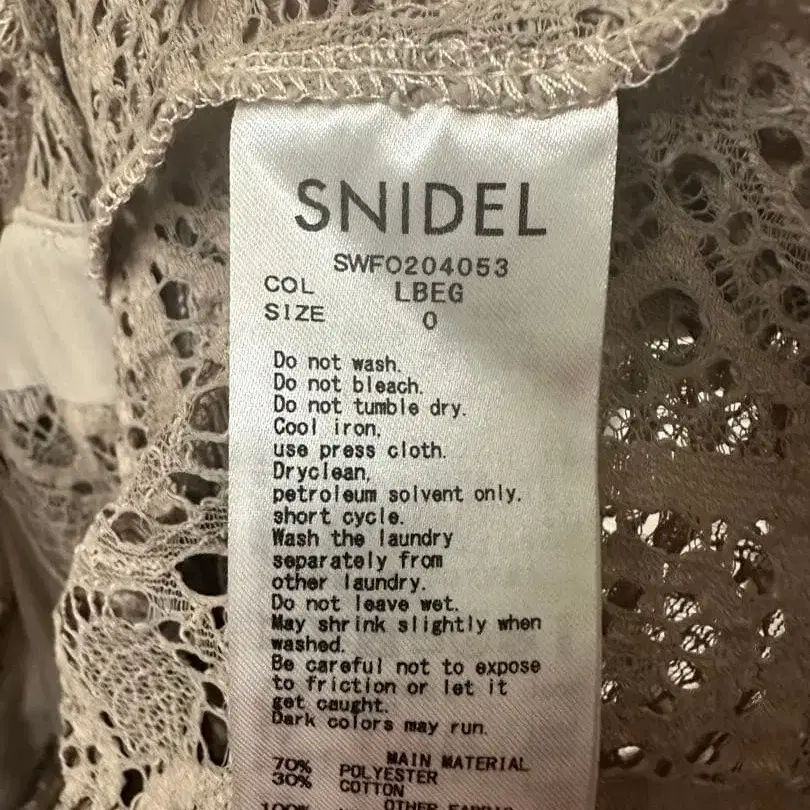 SNIDEL
SWFO204053
COL LBEG
SIZE 0
Do not wash.
Do not bleach.
Do not tumble dry.
Cool iron,
use press cloth.
Dryclean,
petroleum solvent only.
short cycle.
Wash the laundry
separately from
other laundry.
Do not leave wet.
May shrink slightly when
washed.
Be careful not to expose
to friction or let it
get caught.
Dark colors may run.
MAIN MATERIAL
70% POLYESTER
30% COTTON
OTHER FABRIC
100%